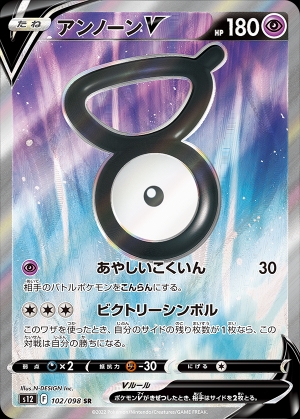 たね
アンノーンV
HP 180
あやしいこくいん 30
相手のバトルポケモンをこんらんにする。
ビクトリーシンボル
このワザを使ったとき、自分のサイドの残り枚数が1枚なら、この
対戦は自分の勝ちになる。
弱点 ×2 抵抗力 -30 にげる
Illus.N-DESIGN Inc.
Vルール
s12 F 102/098 SR
ポケモンVがきぜつしたとき、相手はサイドを2枚とる。